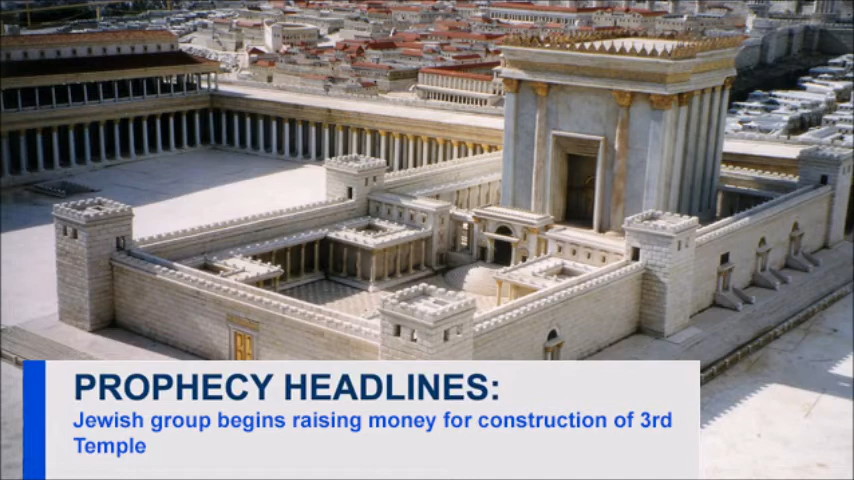 PROPHECY HEADLINES:
Jewish group begins raising money for construction of 3rd
Temple